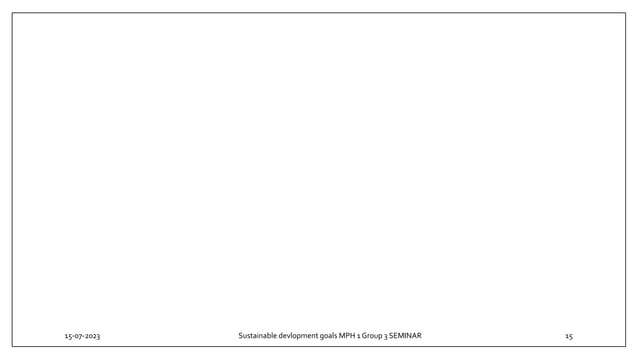 15-07-2023 Sustainable devlopment goals MPH 1 Group 3 SEMINAR 15